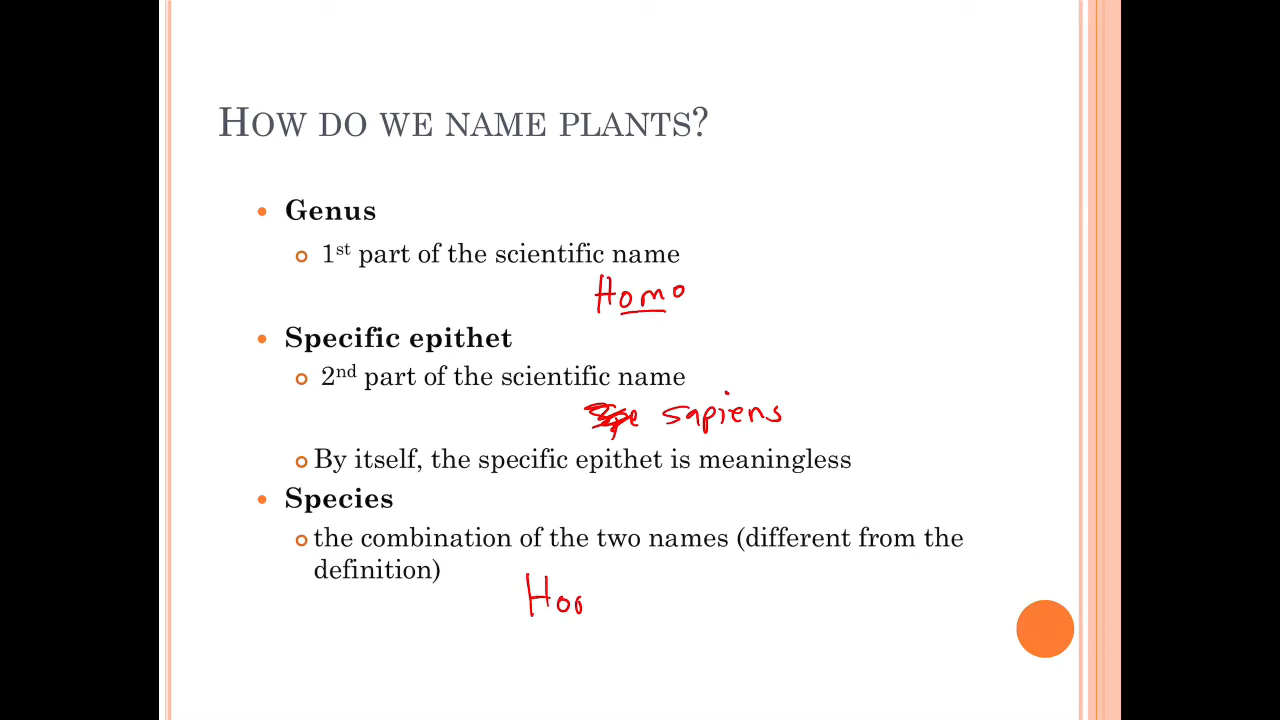 HOW DO WE NAME PLANTS?
Genus
1st part of the scientific name
Homo
Specific epithet
2nd part of the scientific name
sapiens
By itself, the specific epithet is meaningless
Species
the combination of the two names (different from the
definition)
Hoo